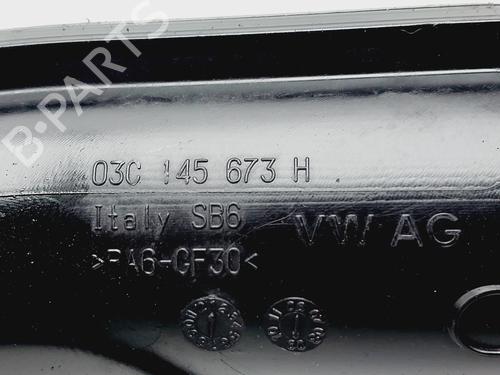 B-PARTS
03C 145 673 H
Italy SB6
VW AG
>PA6-GF30<